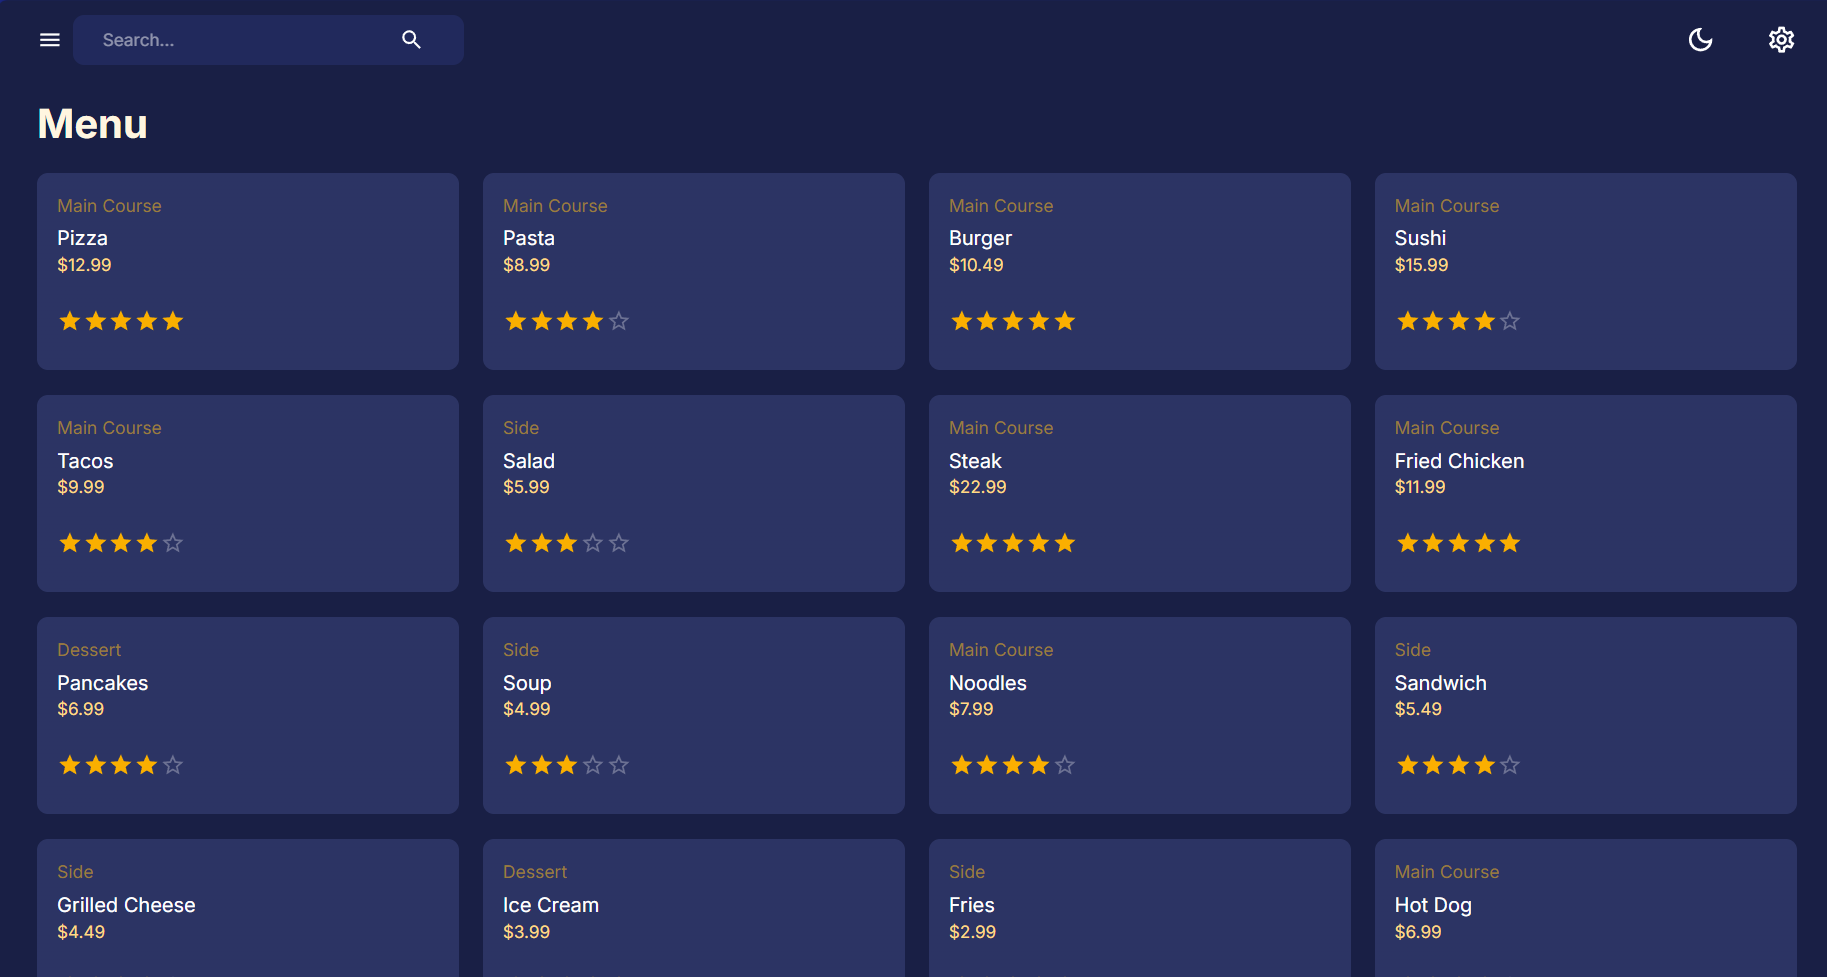 Search...
Menu
Main Course
Pizza
$12.99
Main Course
Pasta
$8.99
Main Course
Burger
$10.49
Main Course
Sushi
$15.99
Main Course
Tacos
$9.99
Side
Salad
$5.99
Main Course
Steak
$22.99
Main Course
Fried Chicken
$11.99
Dessert
Pancakes
$6.99
Side
Soup
$4.99
Main Course
Noodles
$7.99
Side
Sandwich
$5.49
Side
Grilled Cheese
$4.49
Dessert
Ice Cream
$3.99
Side
Fries
$2.99
Main Course
Hot Dog
$6.99